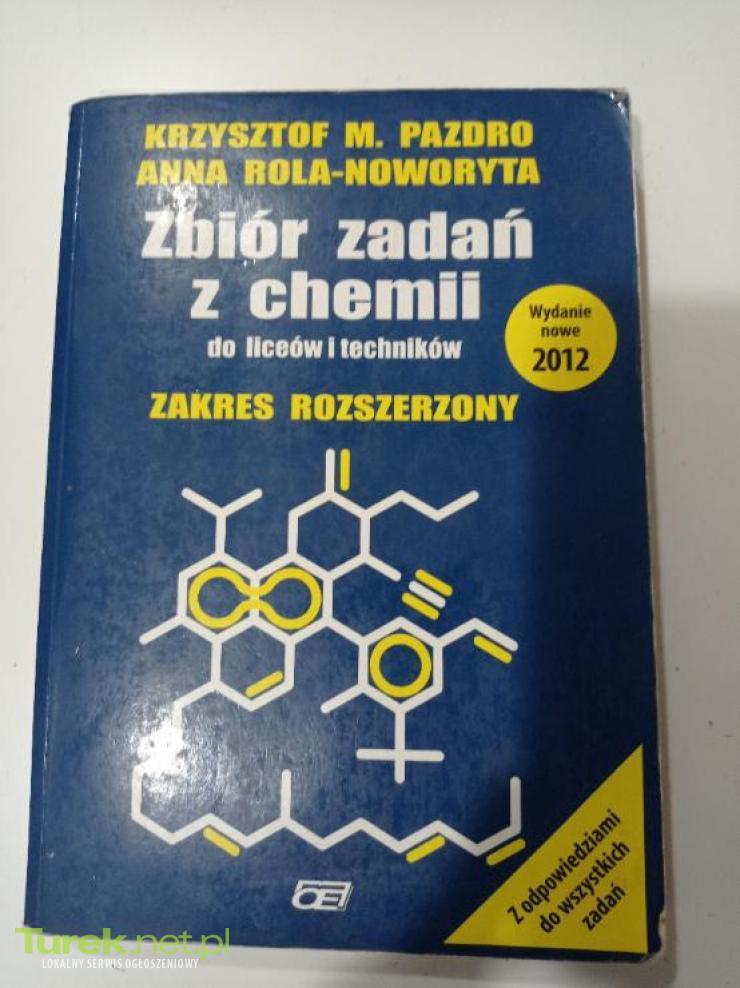 KRZYSZTOF M. PAZDRO
ANNA ROLA-NOWORYTA
Zbiór zadań
z chemii
do liceów i techników
Wydanie
nowe
2012
ZAKRES ROZSZERZONY
Z odpowiedziami
do wszystkich
zadań
OE
Turek.net.pl
LOKALNY SERWIS OGŁOSZENIOWY